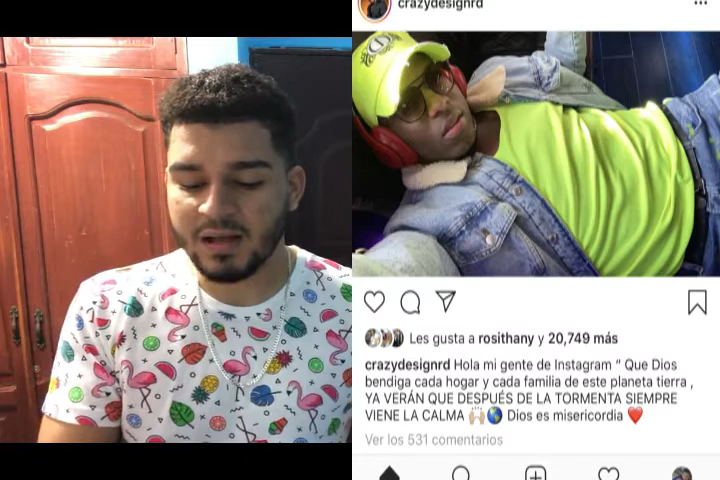 crazydesignrd
Les gusta a rosithany y 20,749 más
crazydesignrd Hola mi gente de Instagram “ Que Dios
bendiga cada hogar y cada familia de este planeta tierra ,
YA VERÁN QUE DESPUÉS DE LA TORMENTA SIEMPRE
VIENE LA CALMA 🙌🏼🌎 Dios es misericordia ❤️
Ver los 531 comentarios